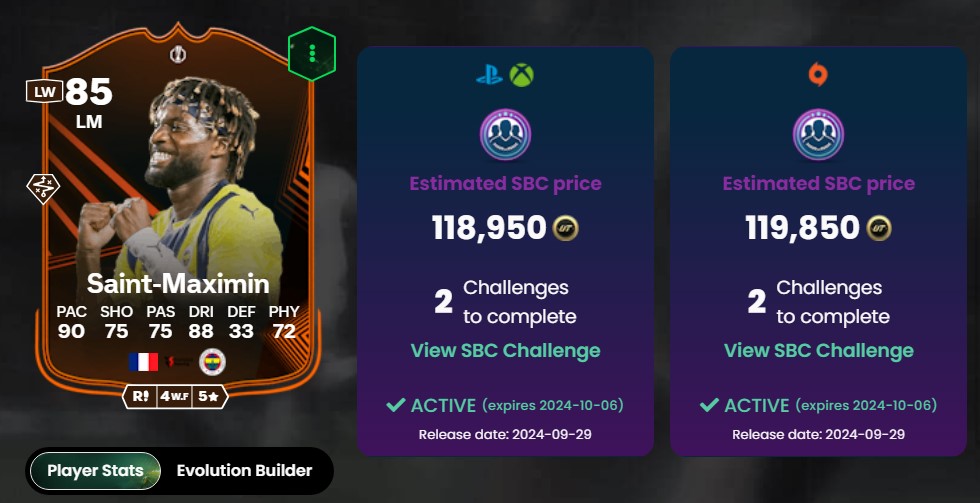 LW
85
LM
Saint-Maximin
PAC SHO PAS DRI DEF PHY
90 75 75 88 33 72
R! 4W.F 5★
Player Stats
Evolution Builder
Estimated SBC price
118,950 UT
2 Challenges
to complete
View SBC Challenge
ACTIVE (expires 2024-10-06)
Release date: 2024-09-29
Estimated SBC price
119,850 UT
2 Challenges
to complete
View SBC Challenge
ACTIVE (expires 2024-10-06)
Release date: 2024-09-29